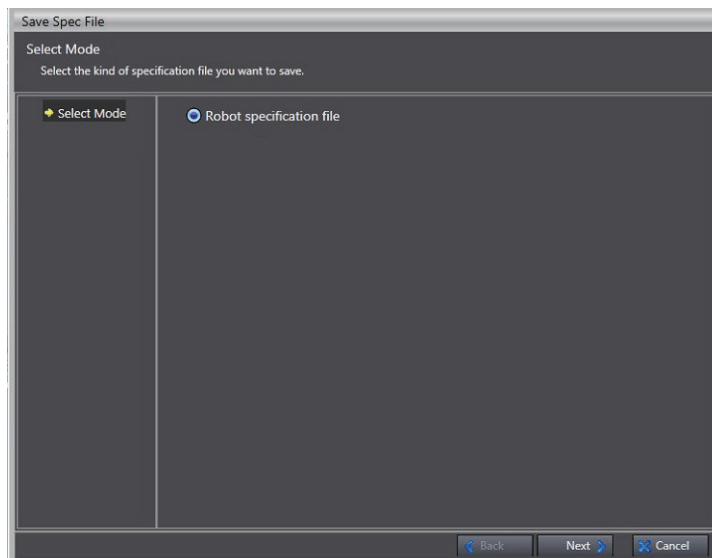 Save Spec File
Select Mode
Select the kind of specification file you want to save.
Select Mode
Robot specification file
Back
Next
Cancel